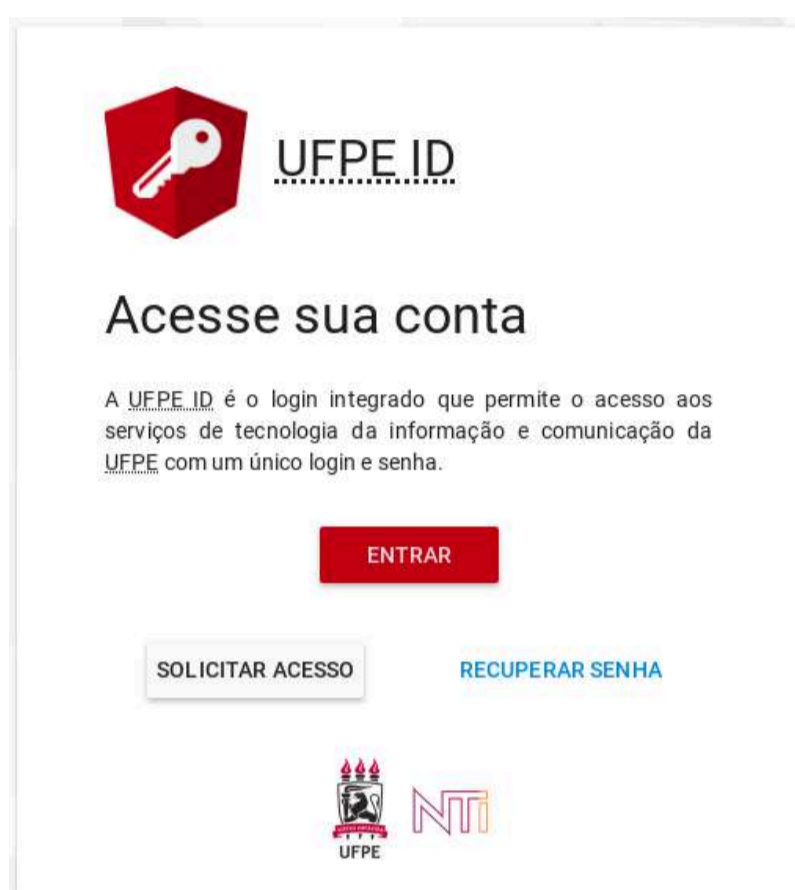 UFPE ID
Acesse sua conta
A UFPE ID é o login integrado que permite o acesso aos
serviços de tecnologia da informação e comunicação da
UFPE com um único login e senha.
ENTRAR
SOLICITAR ACESSO RECUPERAR SENHA
NTi
UFPE